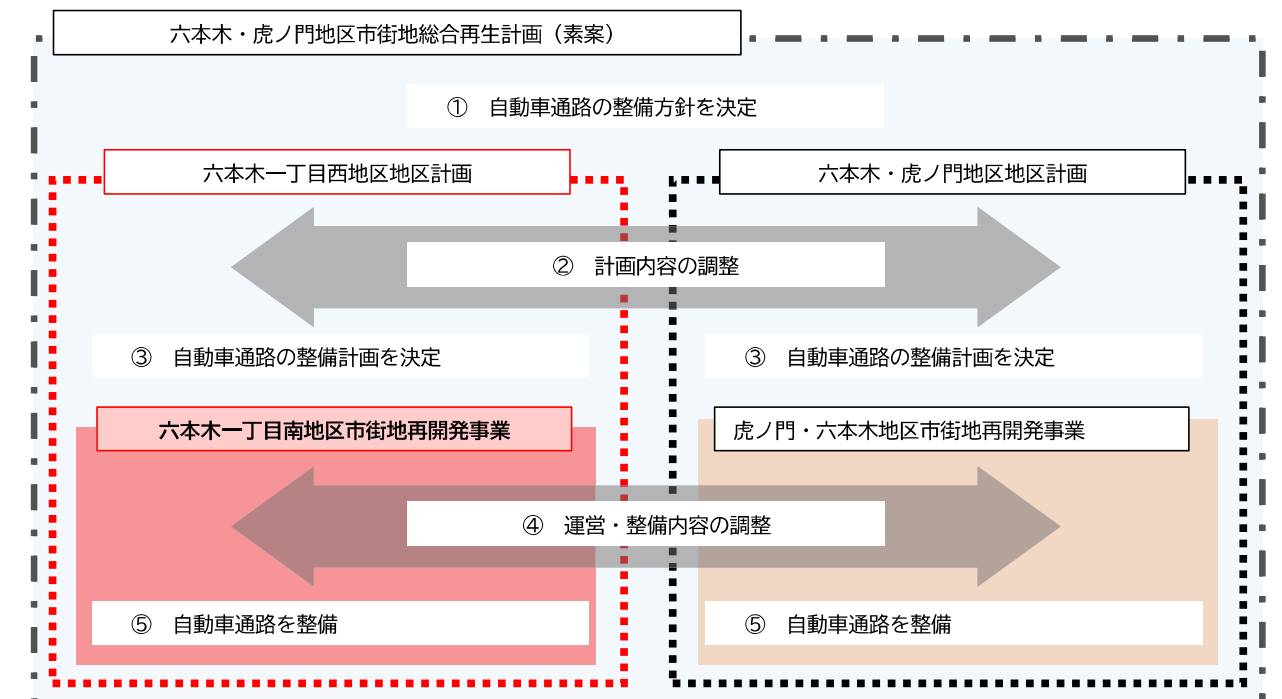 六本木・虎ノ門地区市街地総合再生計画（素案）
① 自動車通路の整備方針を決定
六本木一丁目西地区地区計画
六本木・虎ノ門地区地区計画
② 計画内容の調整
③ 自動車通路の整備計画を決定
③ 自動車通路の整備計画を決定
六本木一丁目南地区市街地再開発事業
虎ノ門・六本木地区市街地再開発事業
④ 運営・整備内容の調整
⑤ 自動車通路を整備
⑤ 自動車通路を整備